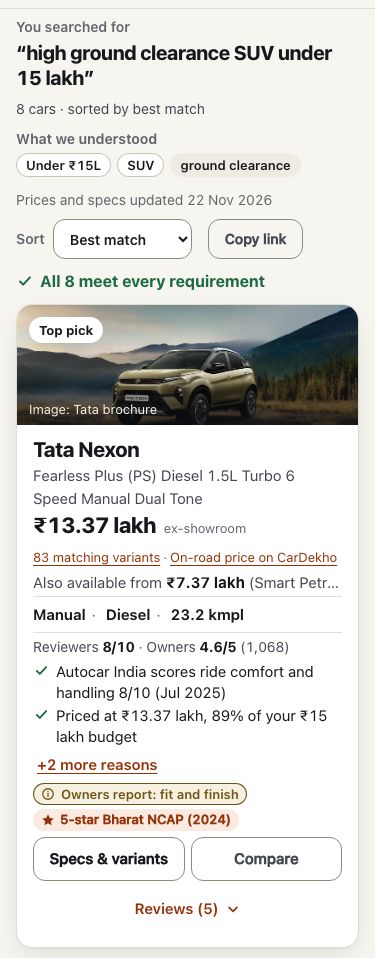 You searched for
“high ground clearance SUV under
15 lakh”
8 cars · sorted by best match
What we understood
Under ₹15L SUV ground clearance
Prices and specs updated 22 Nov 2026
Sort Best match Copy link
All 8 meet every requirement
Top pick
Image: Tata brochure
Tata Nexon
Fearless Plus (PS) Diesel 1.5L Turbo 6
Speed Manual Dual Tone
₹13.37 lakh ex-showroom
83 matching variants · On-road price on CarDekho
Also available from ₹7.37 lakh (Smart Petr...
Manual · Diesel · 23.2 kmpl
Reviewers 8/10 · Owners 4.6/5 (1,068)
Autocar India scores ride comfort and
handling 8/10 (Jul 2025)
Priced at ₹13.37 lakh, 89% of your ₹15
lakh budget
+2 more reasons
Owners report: fit and finish
5-star Bharat NCAP (2024)
Specs & variants Compare
Reviews (5)